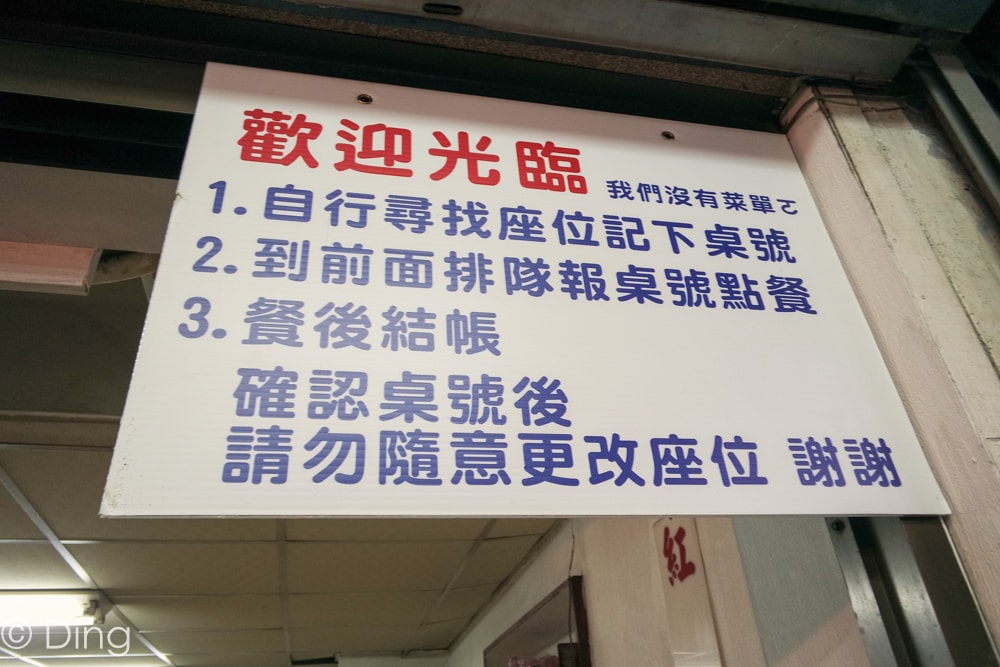 歡迎光臨 我們沒有菜單ㄛ
1.自行尋找座位記下桌號
2.到前面排隊報桌號點餐
3.餐後結帳
確認桌號後
請勿隨意更改座位 謝謝
紅
© Ding